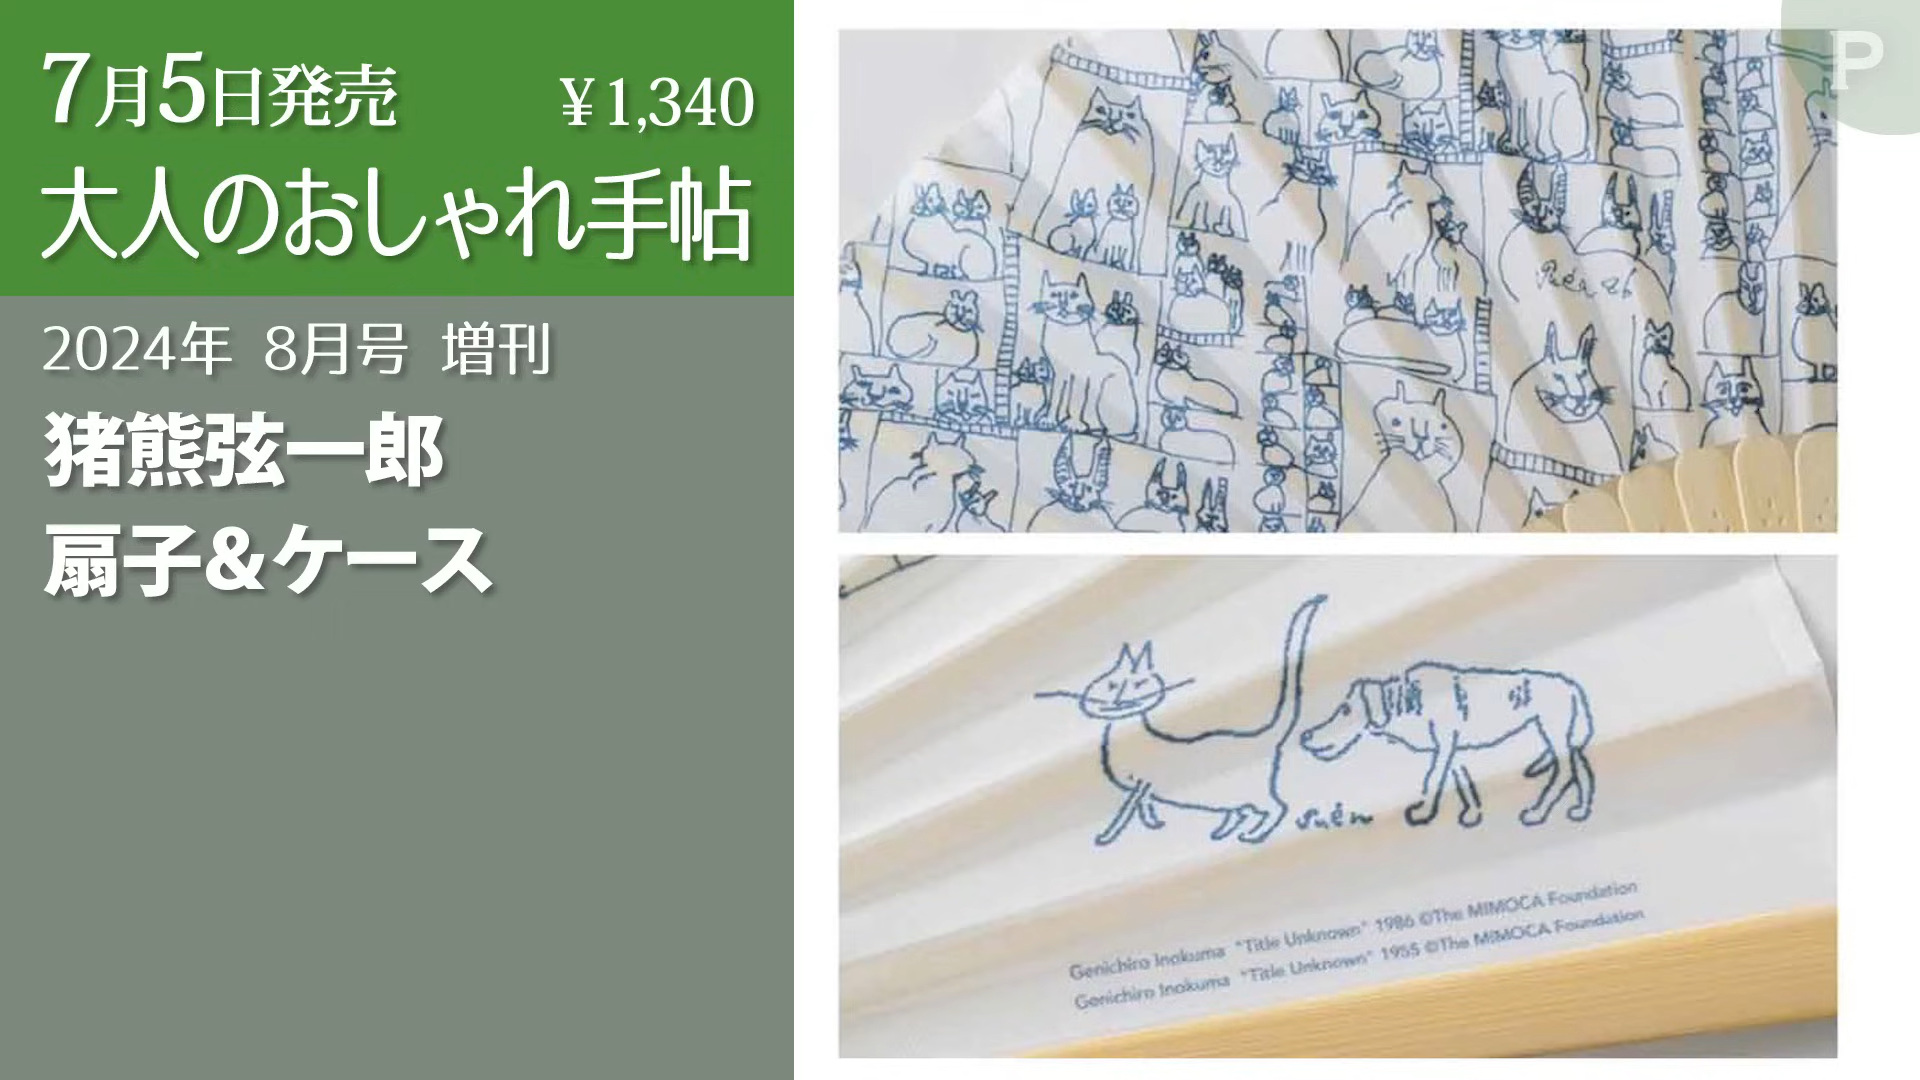 7月5日発売 ¥1,340
大人のおしゃれ手帖
2024年 8月号 増刊
猪熊弦一郎
扇子&ケース
P
Genichiro Inokuma "Title Unknown" 1986 ©The MIMOCA Foundation
Genichiro Inokuma "Title Unknown" 1955 ©The MIMOCA Foundation